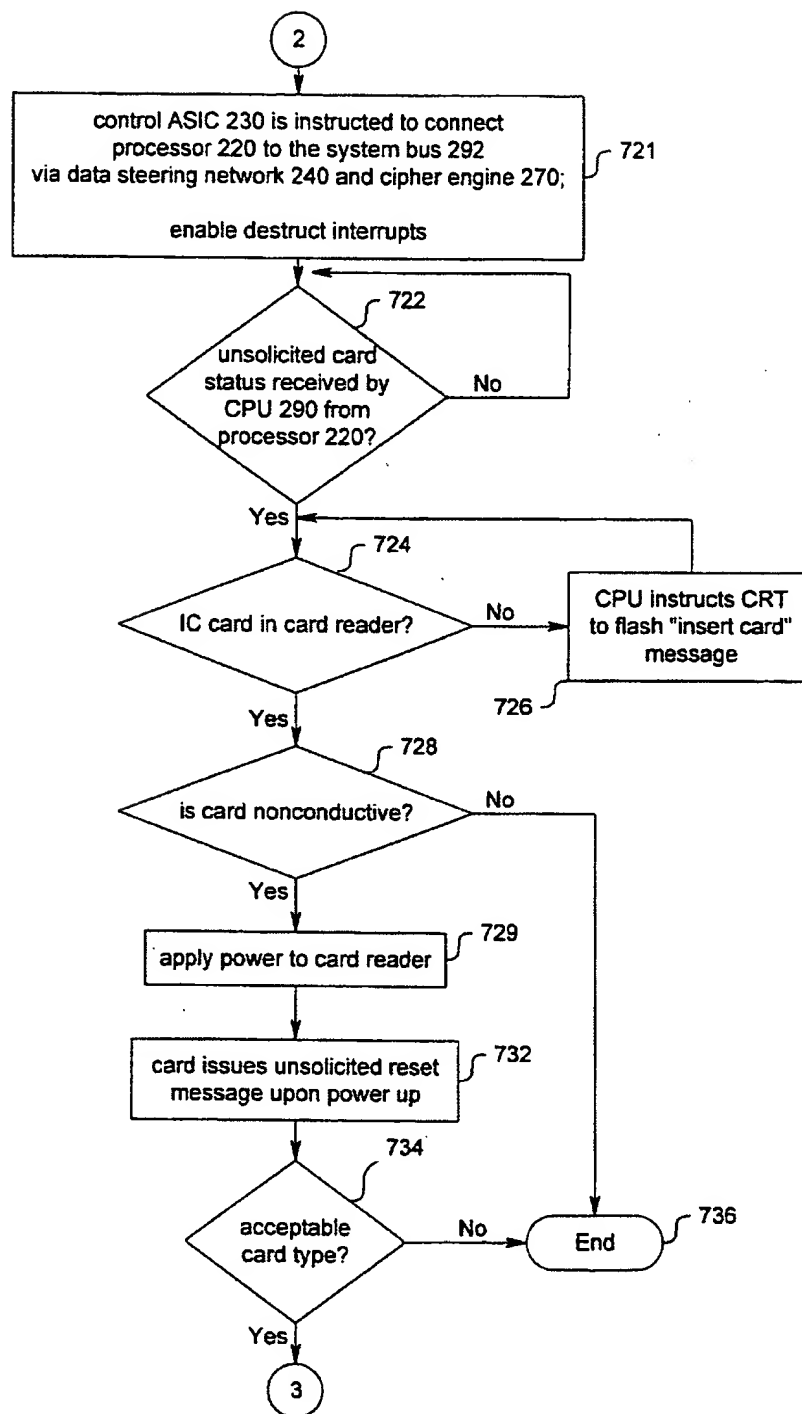 2
control ASIC 230 is instructed to connect
processor 220 to the system bus 292
via data steering network 240 and cipher engine 270;
enable destruct interrupts
721
722
unsolicited card
status received by
CPU 290 from
processor 220?
No
Yes
724
IC card in card reader?
No
CPU instructs CRT
to flash "insert card"
message
726
Yes
728
is card nonconductive?
No
Yes
729
apply power to card reader
732
card issues unsolicited reset
message upon power up
734
acceptable
card type?
No
End
736
Yes
3